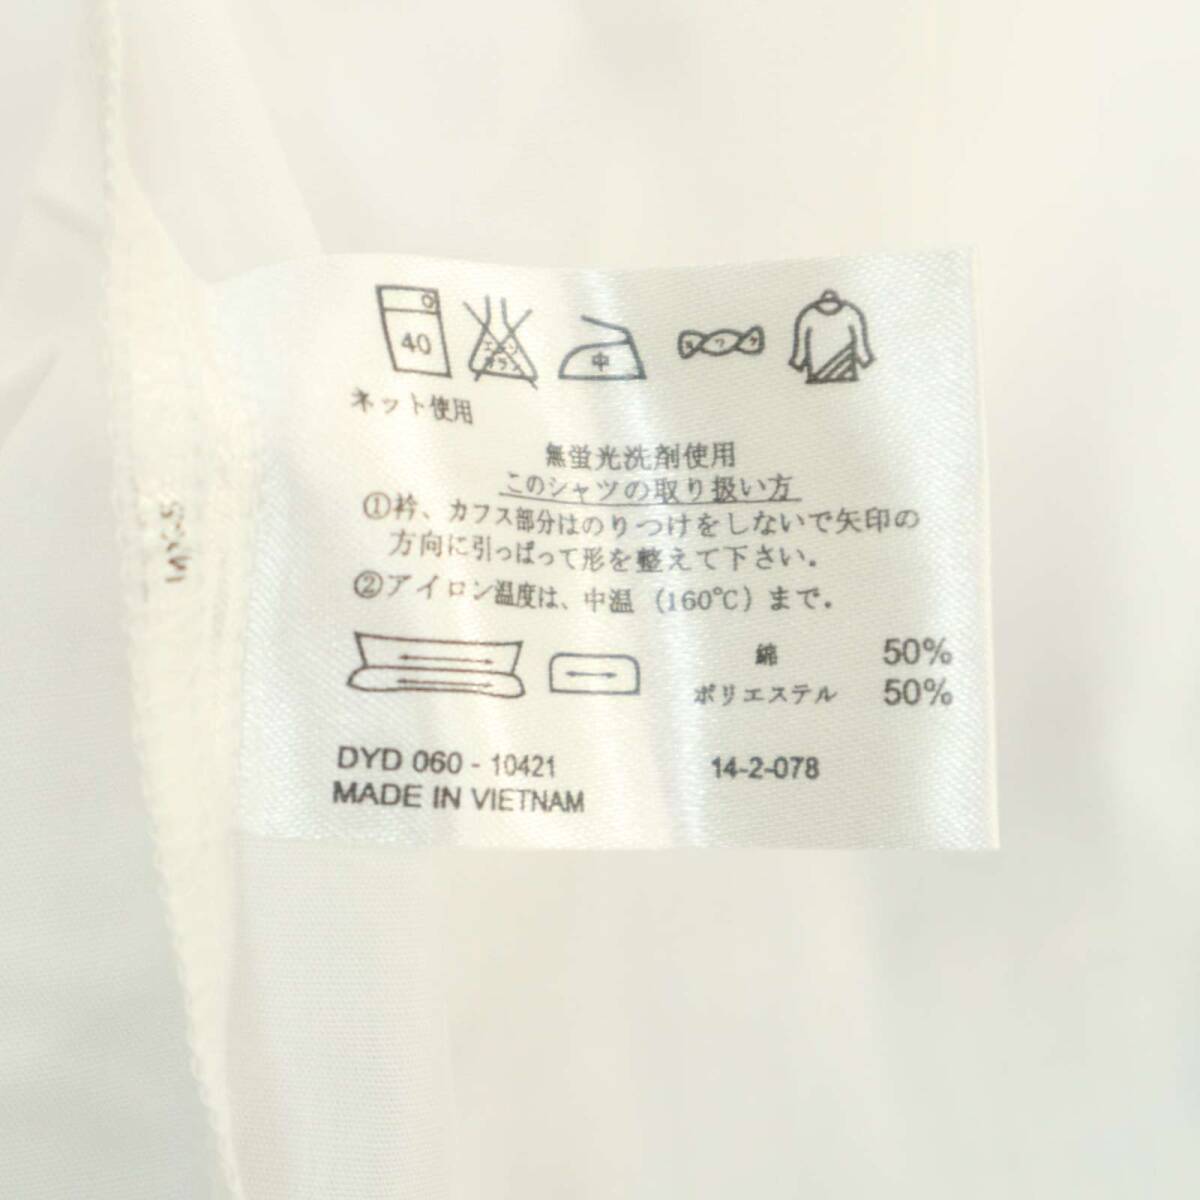 40
中
ネット使用
無蛍光洗剤使用
このシャツの取り扱い方
①衿、カフス部分はのりつけをしないで矢印の
方向に引っぱって形を整えて下さい。
②アイロン温度は、中温（160℃）まで。
綿 50%
ポリエステル 50%
DYD 060 - 10421 14-2-078
MADE IN VIETNAM